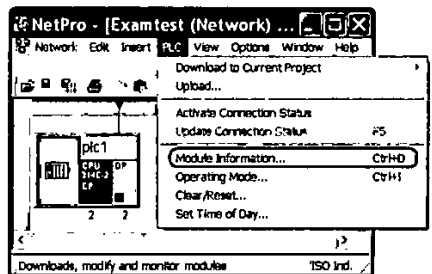 NetPro - [Examtest (Network) ...
Network Edit Insert PLC View Options Window Help
Download to Current Project
Upload...
Activate Connection Status
Update Connection Status F5
Module Information... Ctrl+D
Operating Mode... Ctrl+I
Clear/Reset...
Set Time of Day...
plc1
CPU DP
314C-2
DP
2 2
Downloads, modify and monitor modules ISO Ind.